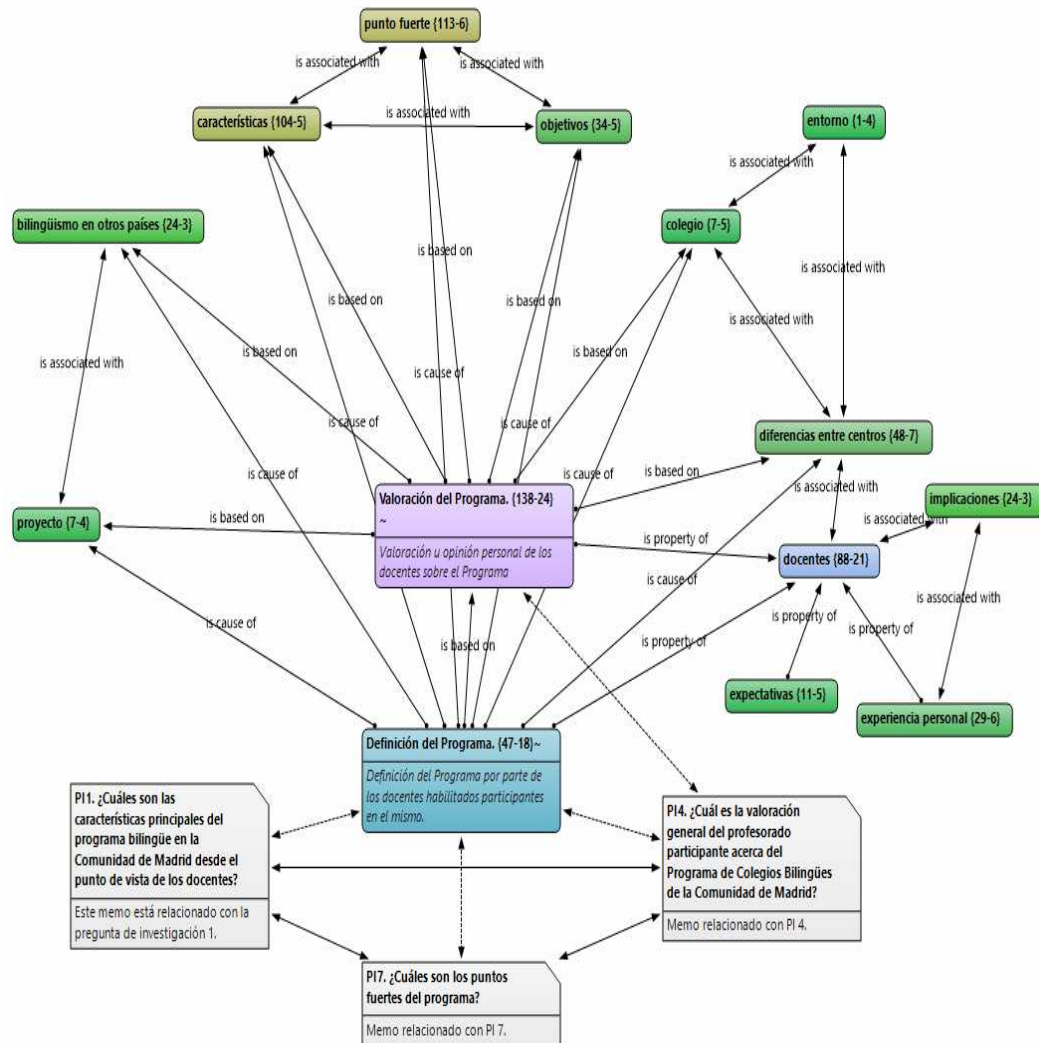 punto fuerte {113-6}
is associated with
is associated with
características {104-5}
is associated with
objetivos {34-5}
entorno {1-4}
is associated with
bilingüismo en otros países {24-3}
colegio {7-5}
is based on
is associated with
is based on
is based on
is associated with
is associated with
is based on
is based on
is cause of
is cause of
is cause of
diferencias entre centros {48-7}
is cause of
is cause of
is based on
Valoración del Programa. {138-24}
~
Valoración u opinión personal de los
docentes sobre el Programa
is associated with
implicaciones {24-3}
proyecto {7-4}
is based on
is associated with
is property of
docentes {88-21}
is cause of
is associated with
is cause of
is based on
is property of
is property of
is property of
expectativas {11-5}
experiencia personal {29-6}
Definición del Programa. {47-18}~
Definición del Programa por parte de
los docentes habilitados participantes
en el mismo.
PI1. ¿Cuáles son las
características principales del
programa bilingüe en la
Comunidad de Madrid desde el
punto de vista de los docentes?
Este memo está relacionado con la
pregunta de investigación 1.
PI4. ¿Cuál es la valoración
general del profesorado
participante acerca del
Programa de Colegios Bilingües
de la Comunidad de Madrid?
Memo relacionado con PI 4.
PI7. ¿Cuáles son los puntos
fuertes del programa?
Memo relacionado con PI 7.